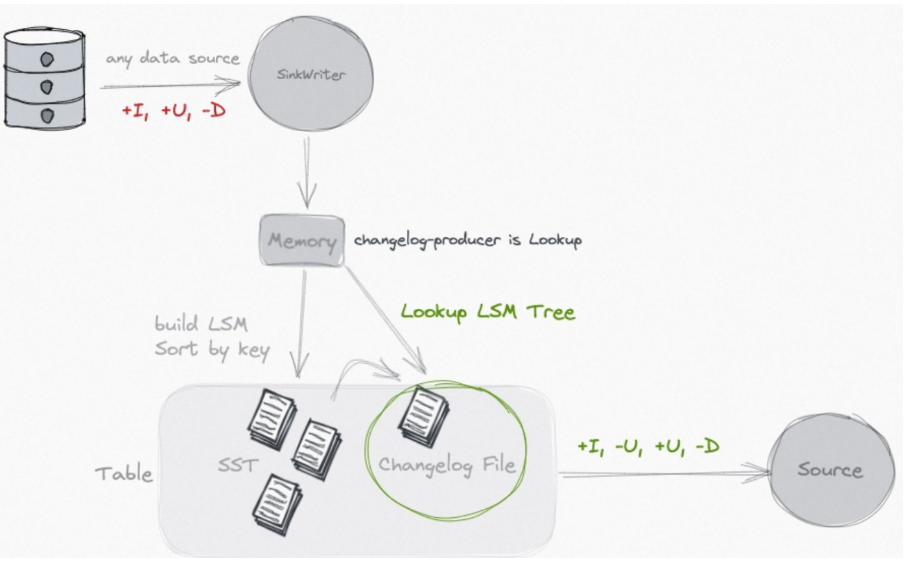 any data source
+I, +U, -D
SinkWriter
Memory
changelog-producer is Lookup
Lookup LSM Tree
build LSM
Sort by key
Table
SST
Changelog File
+I, -U, +U, -D
Source